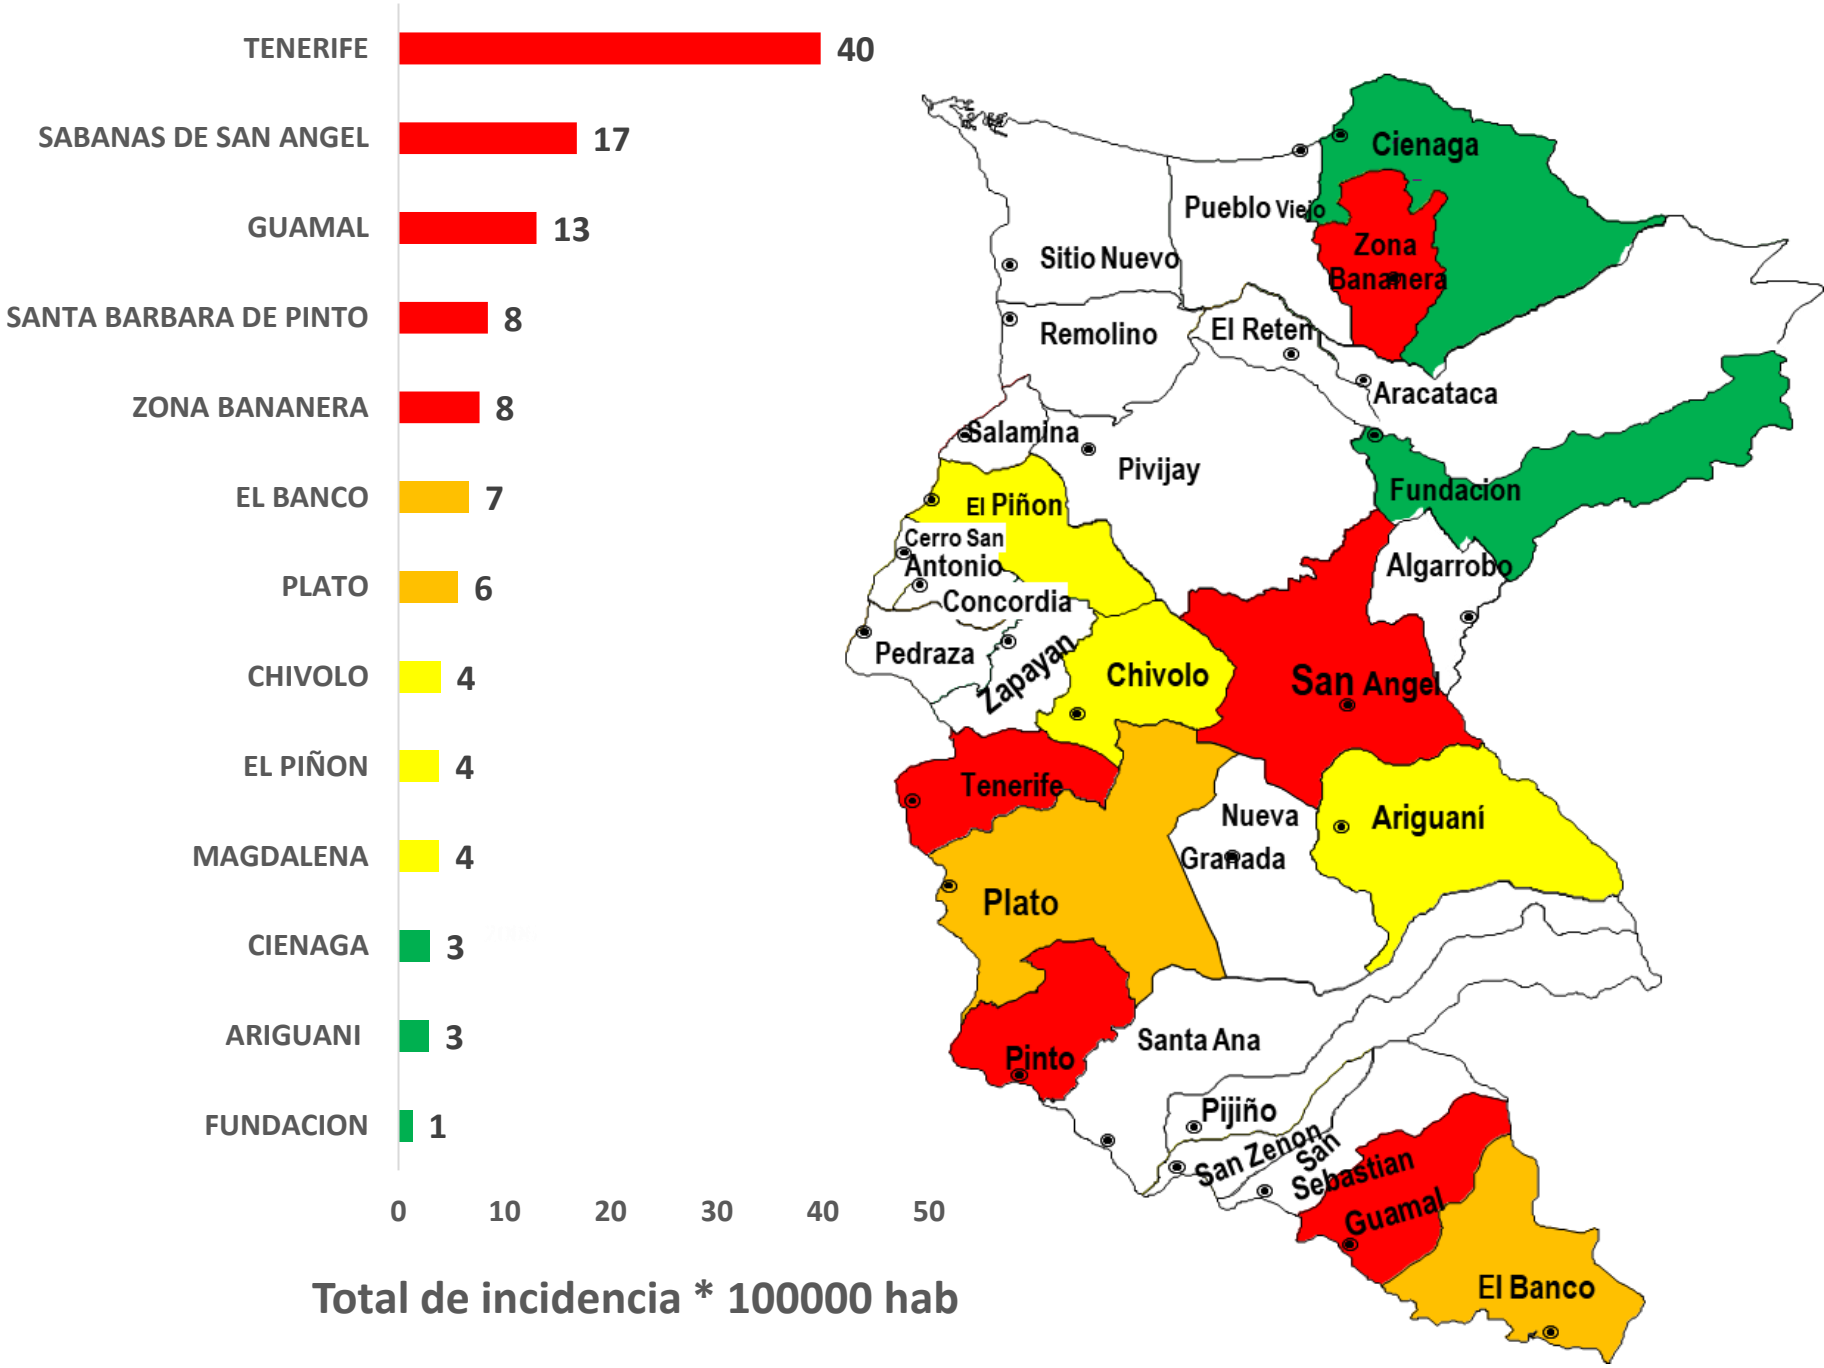 TENERIFE 40
SABANAS DE SAN ANGEL 17
GUAMAL 13
SANTA BARBARA DE PINTO 8
ZONA BANANERA 8
EL BANCO 7
PLATO 6
CHIVOLO 4
EL PIÑON 4
MAGDALENA 4
CIENAGA 3
ARIGUANI 3
FUNDACION 1
0 10 20 30 40 50
Total de incidencia * 100000 hab
Cienaga
Pueblo Viejo
Zona
Bananera
Sitio Nuevo
Remolino
El Reten
Aracataca
Salamina
Pivijay
Fundacion
El Piñon
Cerro San
Antonio
Algarrobo
Concordia
Pedraza
Zapayan
Chivolo
San Angel
Tenerife
Nueva
Granada
Ariguaní
Plato
Santa Ana
Pinto
Pijiño
San Zenon
San
Sebastian
Guamal
El Banco